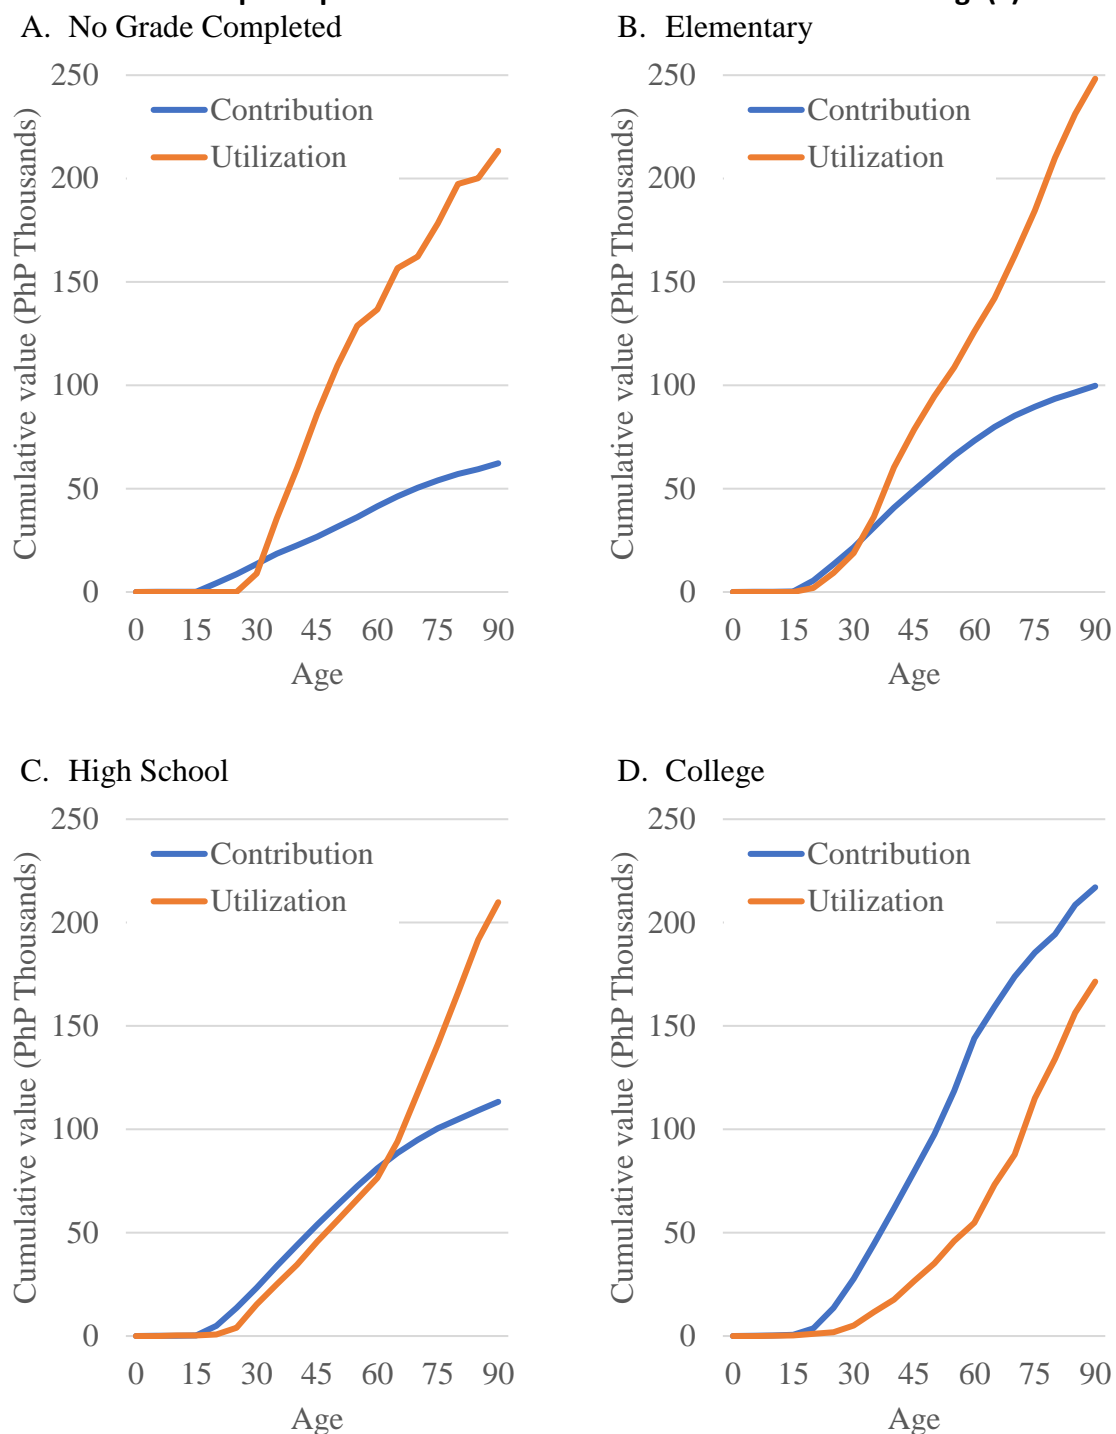 A. No Grade Completed
250
200
150
100
50
0
Cumulative value (PhP Thousands)
Contribution
Utilization
0 15 30 45 60 75 90
Age
B. Elementary
250
200
150
100
50
0
Cumulative value (PhP Thousands)
Contribution
Utilization
0 15 30 45 60 75 90
Age
C. High School
250
200
150
100
50
0
Cumulative value (PhP Thousands)
Contribution
Utilization
0 15 30 45 60 75 90
Age
D. College
250
200
150
100
50
0
Cumulative value (PhP Thousands)
Contribution
Utilization
0 15 30 45 60 75 90
Age